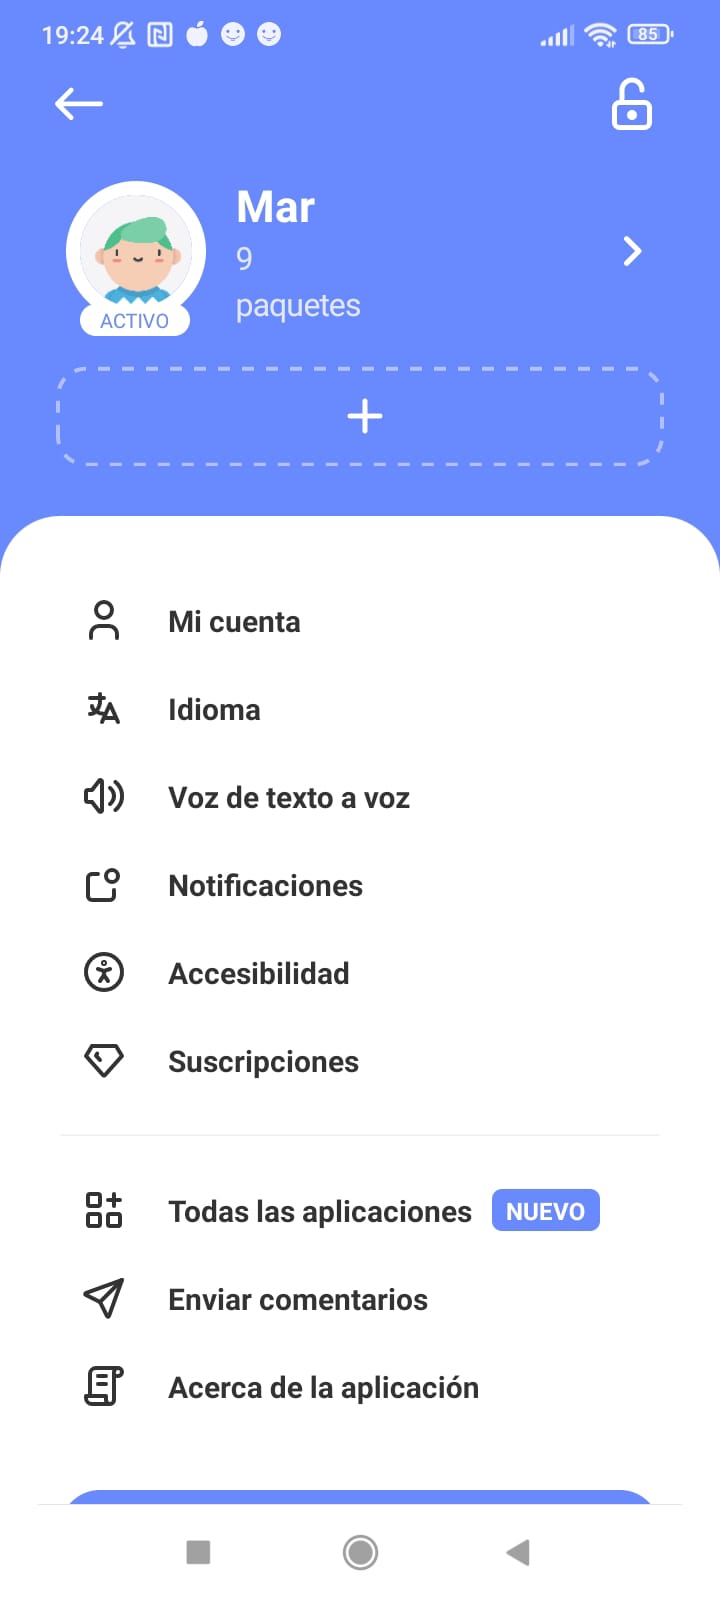 19:24
85
Mar
9
paquetes
ACTIVO
Mi cuenta
Idioma
Voz de texto a voz
Notificaciones
Accesibilidad
Suscripciones
Todas las aplicaciones NUEVO
Enviar comentarios
Acerca de la aplicación